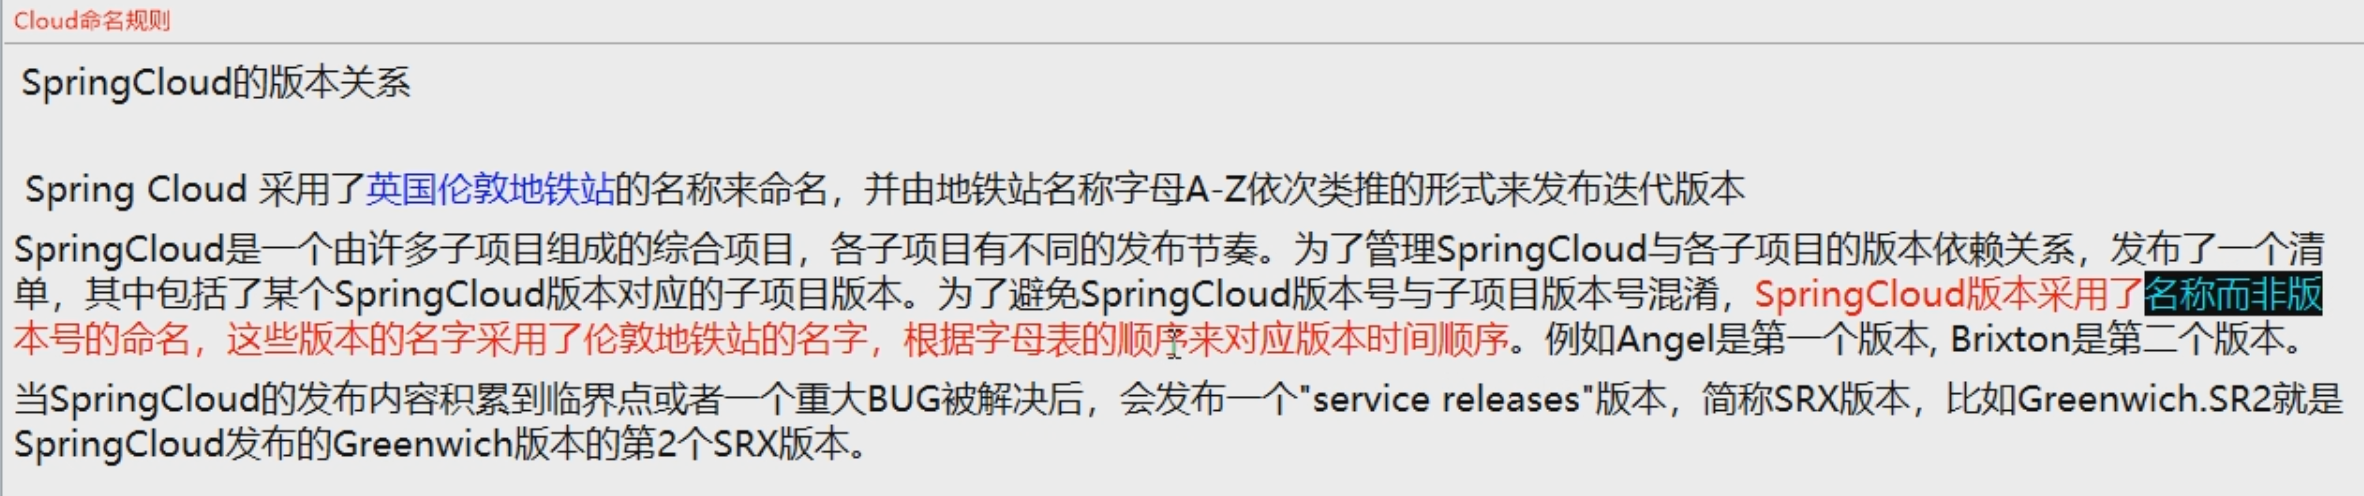 Cloud命名规则
SpringCloud的版本关系
Spring Cloud 采用了英国伦敦地铁站的名称来命名，并由地铁站名称字母A-Z依次类推的形式来发布迭代版本
SpringCloud是一个由许多子项目组成的综合项目，各子项目有不同的发布节奏。为了管理SpringCloud与各子项目的版本依赖关系，发布了一个清
单，其中包括了某个SpringCloud版本对应的子项目版本。为了避免SpringCloud版本号与子项目版本号混淆，SpringCloud版本采用了名称而非版
本号的命名，这些版本的名字采用了伦敦地铁站的名字，根据字母表的顺序来对应版本时间顺序。例如Angel是第一个版本, Brixton是第二个版本。
当SpringCloud的发布内容积累到临界点或者一个重大BUG被解决后，会发布一个"service releases"版本，简称SRX版本，比如Greenwich.SR2就是
SpringCloud发布的Greenwich版本的第2个SRX版本。